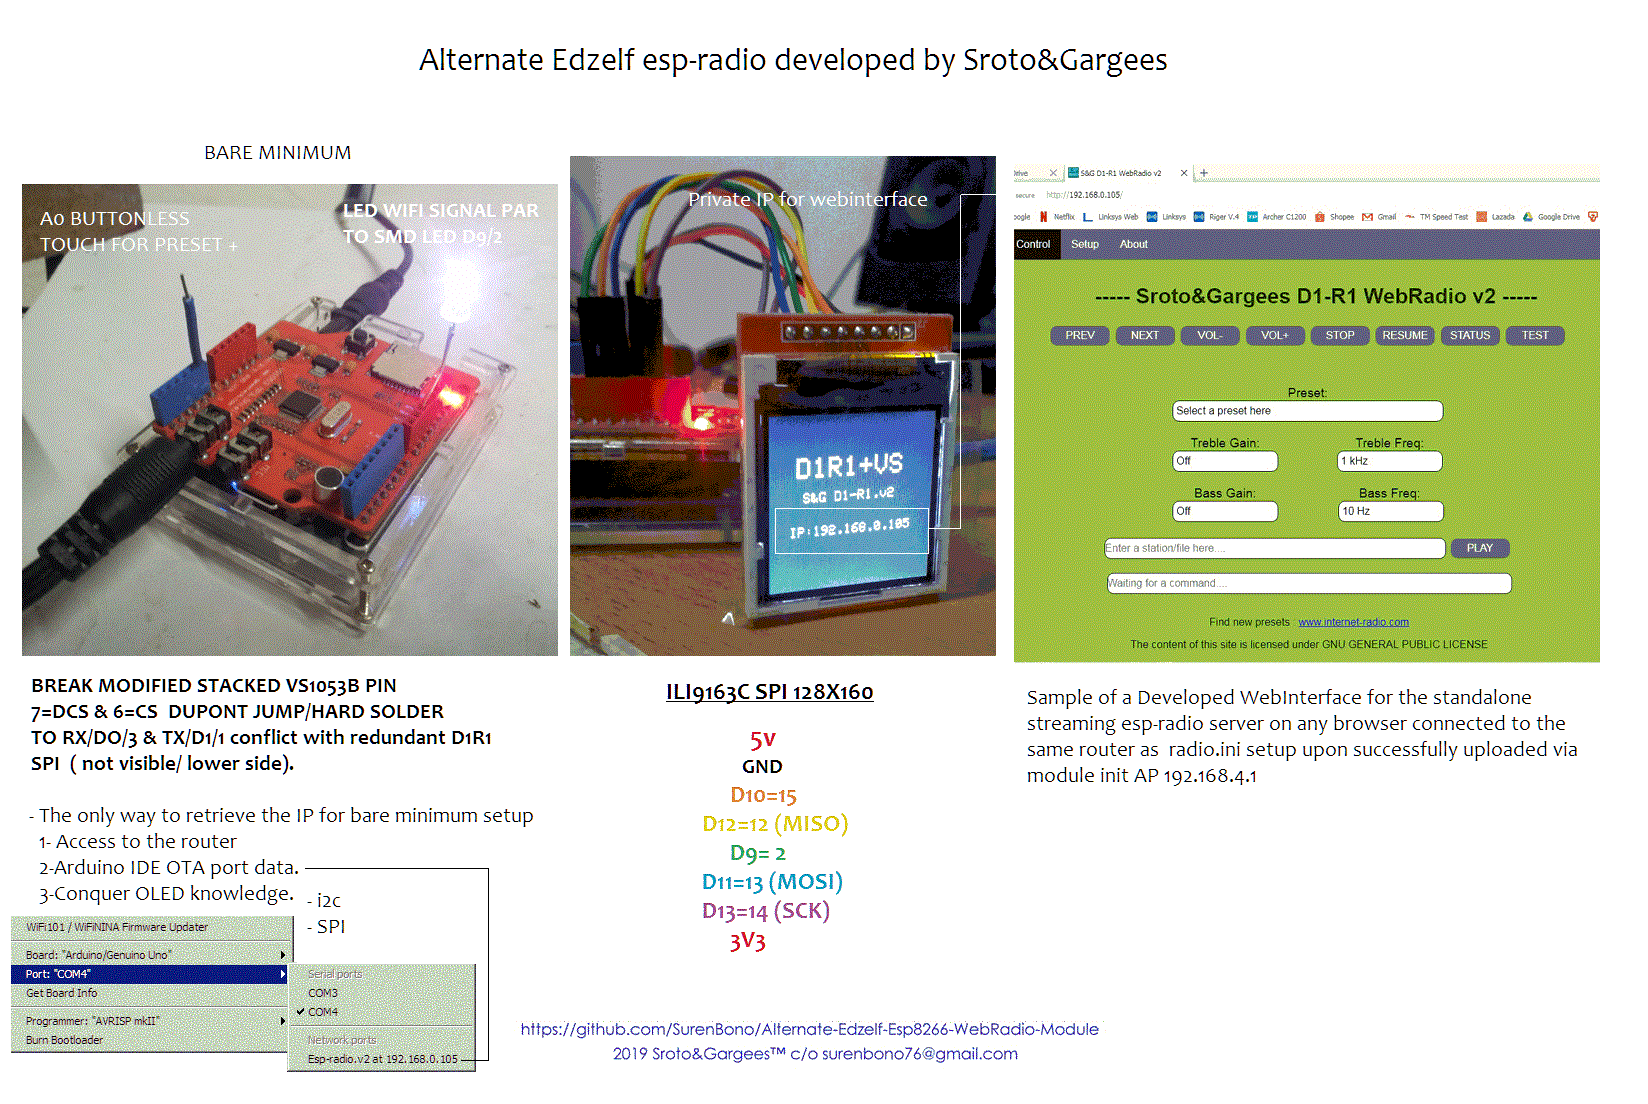 Alternate Edzelf esp-radio developed by Sroto&Gargees
BARE MINIMUM
A0 BUTTONLESS
TOUCH FOR PRESET +
LED WIFI SIGNAL PAR
TO SMD LED D9/2
Private IP for webinterface
D1R1+VS
S&G D1-R1.v2
IP:192.168.0.105
Drive
S&G D1-R1 WebRadio v2
secure http://192.168.0.105/
oogle Netflix Linksys Web Linksys Riger V.4 Archer C1200 Shopee Gmail TM Speed Test Lazada Google Drive
Control Setup About
----- Sroto&Gargees D1-R1 WebRadio v2 -----
PREV NEXT VOL- VOL+ STOP RESUME STATUS TEST
Preset:
Select a preset here
Treble Gain: Treble Freq:
Off 1 kHz
Bass Gain: Bass Freq:
Off 10 Hz
Enter a station/file here.... PLAY
Waiting for a command....
Find new presets www.internet-radio.com
The content of this site is licensed under GNU GENERAL PUBLIC LICENSE
BREAK MODIFIED STACKED VS1053B PIN
7=DCS & 6=CS DUPONT JUMP/HARD SOLDER
TO RX/DO/3 & TX/D1/1 conflict with redundant D1R1
SPI ( not visible/ lower side).
- The only way to retrieve the IP for bare minimum setup
1- Access to the router
2-Arduino IDE OTA port data.
3-Conquer OLED knowledge.
- i2c
- SPI
WiFi101 / WiFiNINA Firmware Updater
Board: "Arduino/Genuino Uno"
Port: "COM4"
Get Board Info
Programmer: "AVRISP mkII"
Burn Bootloader
Serial ports
COM3
COM4
Network ports
Esp-radio.v2 at 192.168.0.105
ILI9163C SPI 128X160
5V
GND
D10=15
D12=12 (MISO)
D9= 2
D11=13 (MOSI)
D13=14 (SCK)
3V3
Sample of a Developed WebInterface for the standalone
streaming esp-radio server on any browser connected to the
same router as radio.ini setup upon successfully uploaded via
module init AP 192.168.4.1
https://github.com/SurenBono/Alternate-Edzelf-Esp8266-WebRadio-Module
2019 Sroto&Gargees™ c/o surenbono76@gmail.com